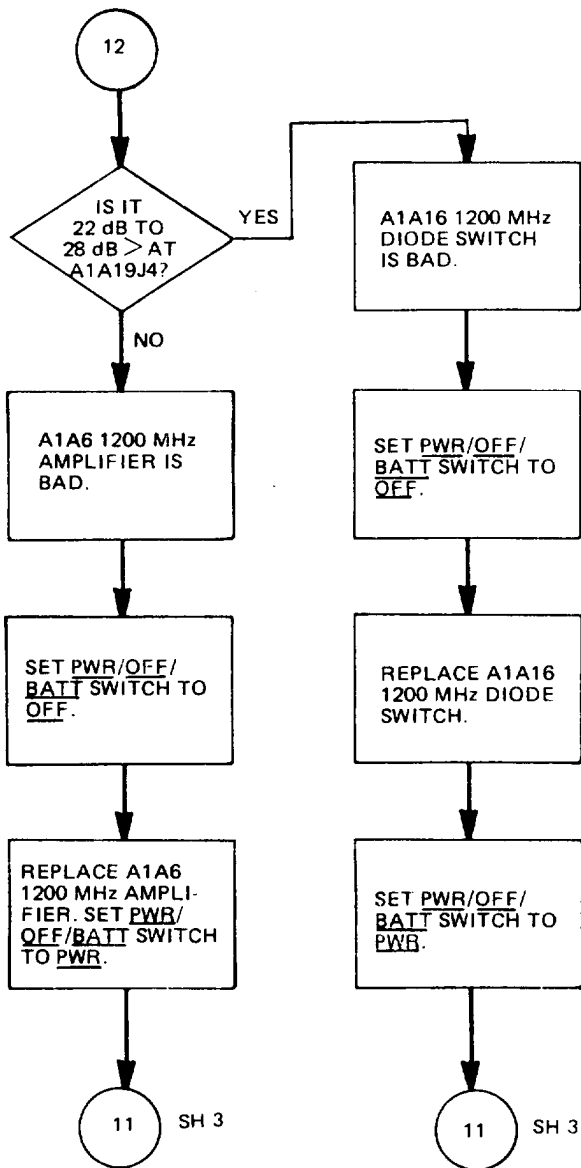 12
IS IT
22 dB TO
28 dB > AT
A1A19J4?
YES
NO
A1A6 1200 MHz
AMPLIFIER IS
BAD.
SET PWR/OFF/
BATT SWITCH TO
OFF.
REPLACE A1A6
1200 MHz AMPLI-
FIER. SET PWR/
OFF/BATT SWITCH
TO PWR.
11
SH 3
A1A16 1200 MHz
DIODE SWITCH
IS BAD.
SET PWR/OFF/
BATT SWITCH TO
OFF.
REPLACE A1A16
1200 MHz DIODE
SWITCH.
SET PWR/OFF/
BATT SWITCH TO
PWR.
11
SH 3